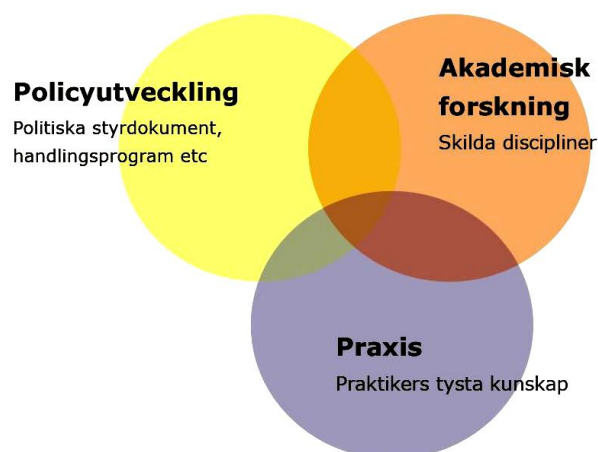 Policyutveckling
Politiska styrdokument,
handlingsprogram etc
Akademisk
forskning
Skilda discipliner
Praxis
Praktikers tysta kunskap